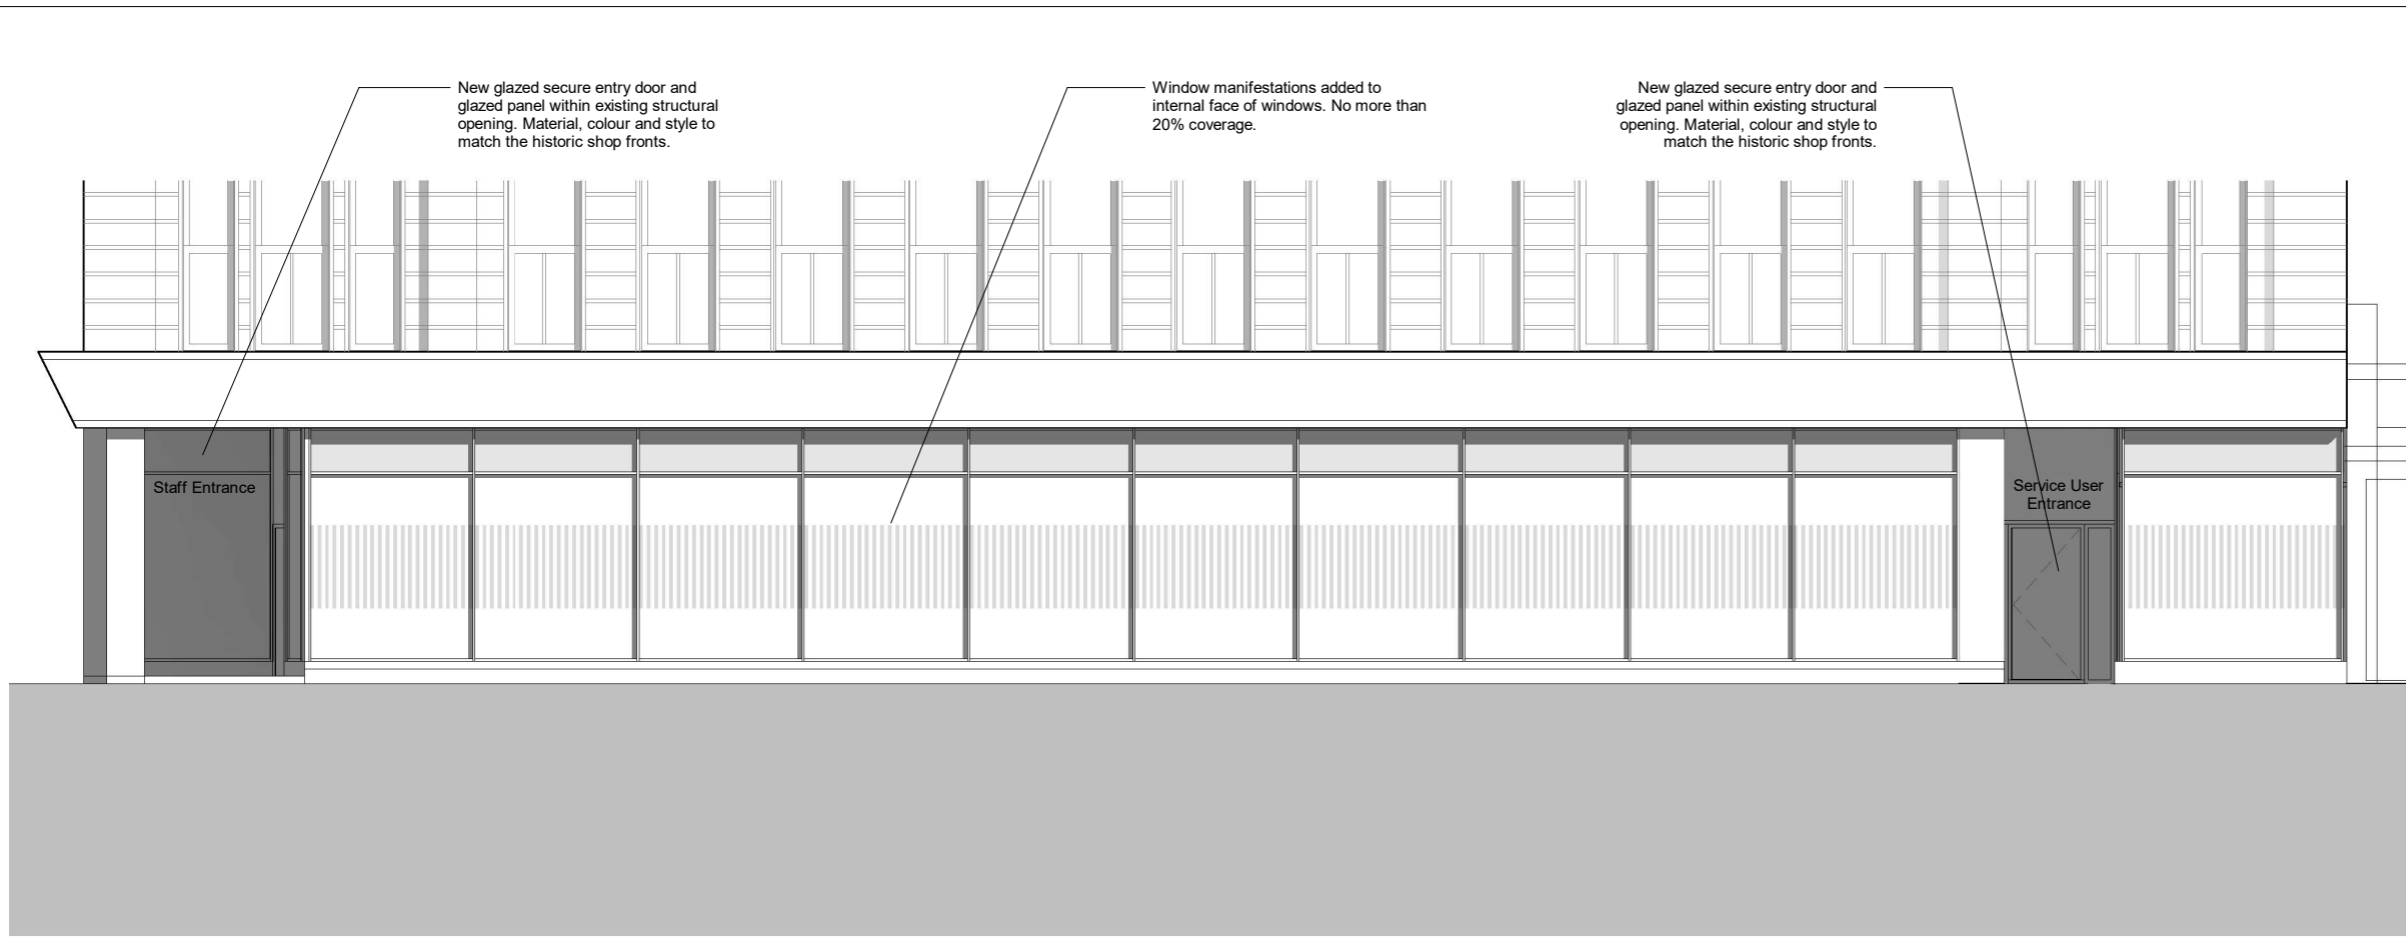 New glazed secure entry door and
glazed panel within existing structural
opening. Material, colour and style to
match the historic shop fronts.
Window manifestations added to
internal face of windows. No more than
20% coverage.
New glazed secure entry door and
glazed panel within existing structural
opening. Material, colour and style to
match the historic shop fronts.
Staff Entrance
Service User
Entrance